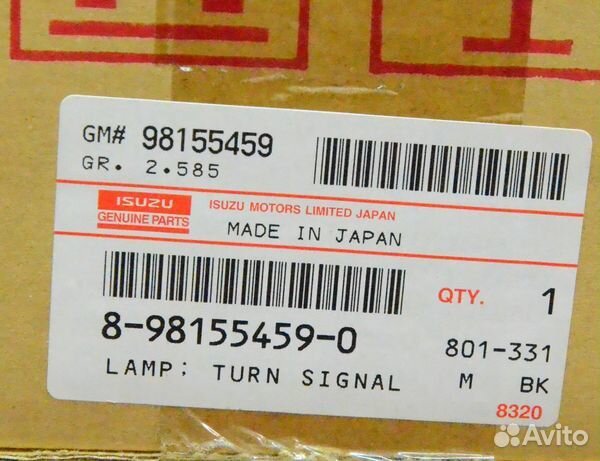 GM# 98155459
GR. 2.585
ISUZU
GENUINE PARTS
ISUZU MOTORS LIMITED JAPAN
MADE IN JAPAN
QTY. 1
8-98155459-0
801-331
LAMP; TURN SIGNAL
M BK
8320
Avito